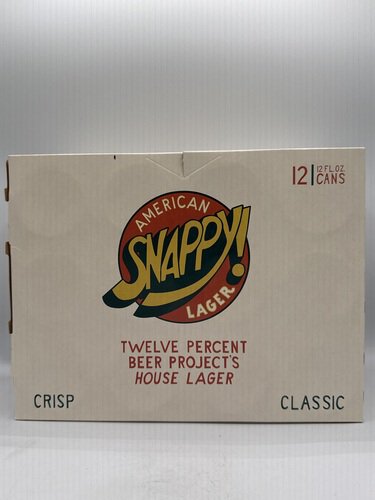 12 12 FL. OZ.
CANS
AMERICAN
SNAPPY!
LAGER
TWELVE PERCENT
BEER PROJECT'S
HOUSE LAGER
CRISP
CLASSIC